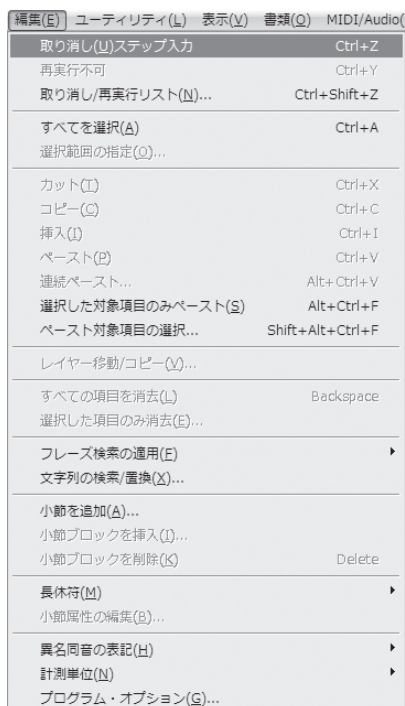 編集(E) ユーティリティ(L) 表示(V) 書類(O) MIDI/Audio(
取り消し(U)ステップ入力 Ctrl+Z
再実行不可 Ctrl+Y
取り消し/再実行リスト(N)... Ctrl+Shift+Z
すべてを選択(A) Ctrl+A
選択範囲の指定(O)...
カット(T) Ctrl+X
コピー(C) Ctrl+C
挿入(I) Ctrl+I
ペースト(P) Ctrl+V
連続ペースト... Alt+Ctrl+V
選択した対象項目のみペースト(S) Alt+Ctrl+F
ペースト対象項目の選択... Shift+Alt+Ctrl+F
レイヤー移動/コピー(V)...
すべての項目を消去(L) Backspace
選択した項目のみ消去(E)...
フレーズ検索の適用(F)
文字列の検索/置換(X)...
小節を追加(A)...
小節ブロックを挿入(I)...
小節ブロックを削除(K) Delete
長休符(M)
小節属性の編集(B)...
異名同音の表記(H)
計測単位(N)
プログラム・オプション(G)...